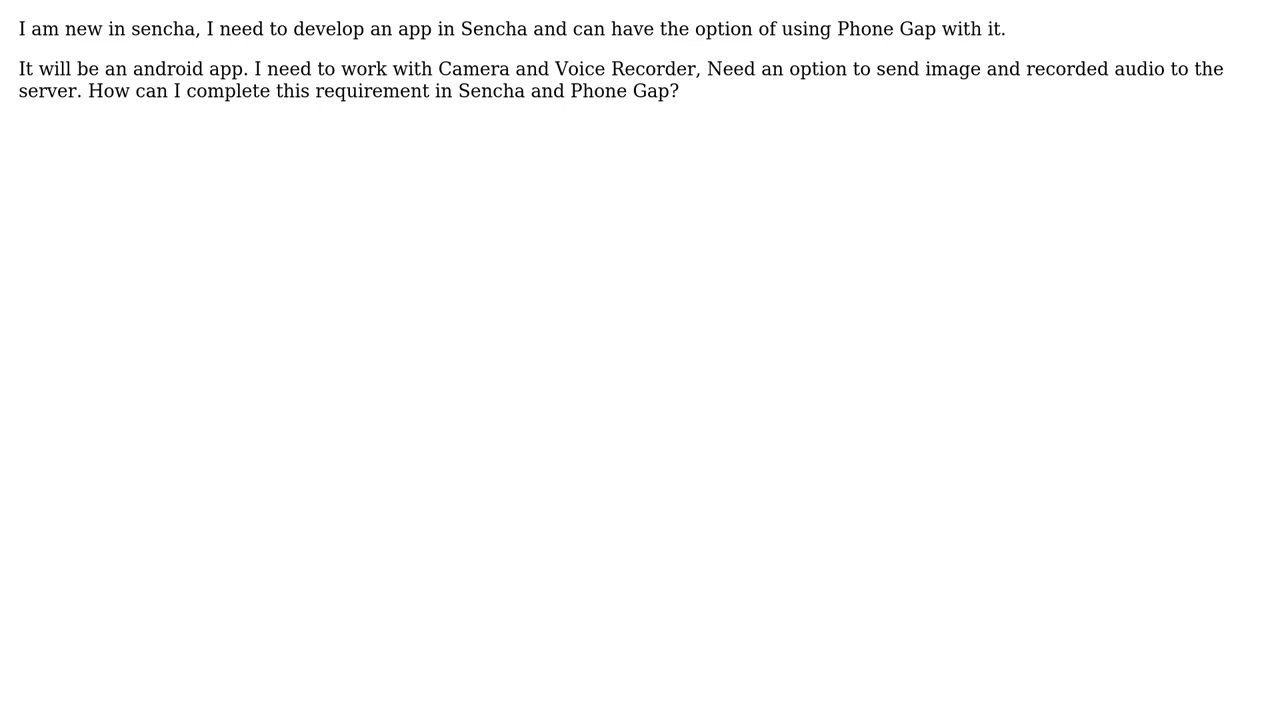 I am new in sencha, I need to develop an app in Sencha and can have the option of using Phone Gap with it.
It will be an android app. I need to work with Camera and Voice Recorder, Need an option to send image and recorded audio to the
server. How can I complete this requirement in Sencha and Phone Gap?